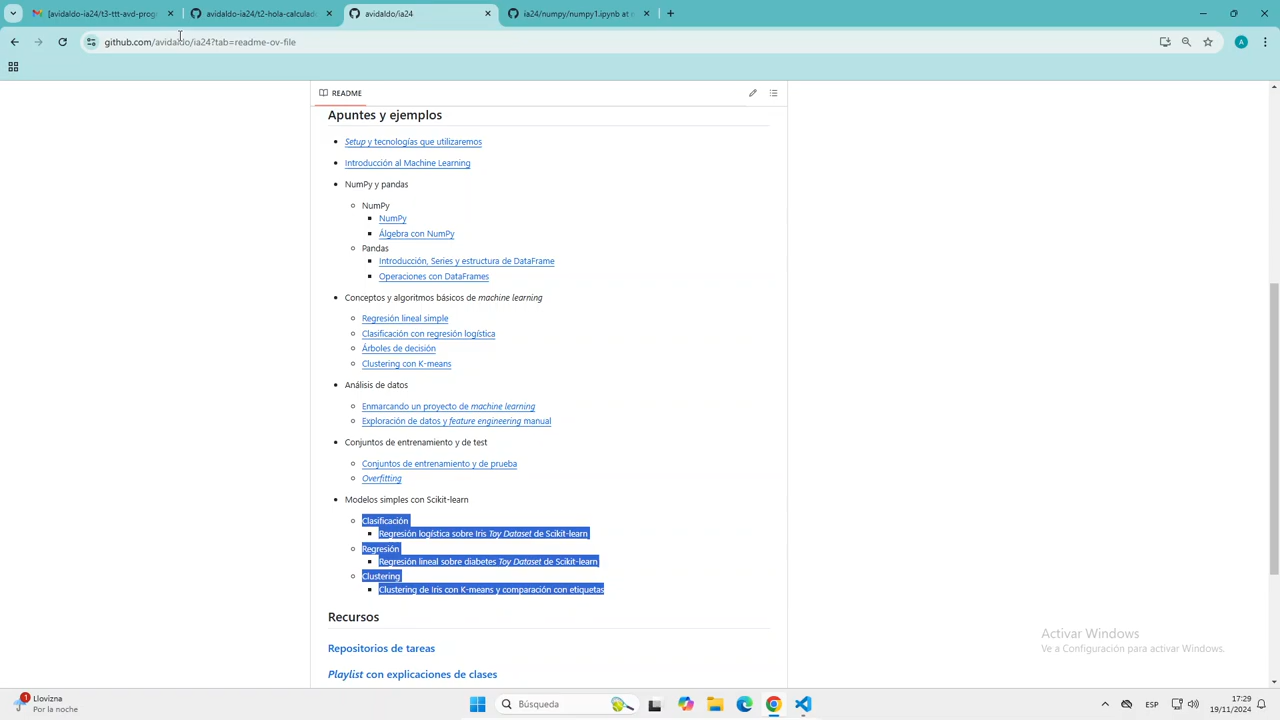 [avidaldo-ia24/t3-ttt-avd-prog
avidaldo-ia24/t2-hola-calculad
avidaldo/ia24
ia24/numpy/numpy1.ipynb at
github.com/avidaldo/ia24?tab=readme-ov-file
A
README
Apuntes y ejemplos
Setup y tecnologías que utilizaremos
Introducción al Machine Learning
NumPy y pandas
NumPy
NumPy
Álgebra con NumPy
Pandas
Introducción, Series y estructura de DataFrame
Operaciones con DataFrames
Conceptos y algoritmos básicos de machine learning
Regresión lineal simple
Clasificación con regresión logística
Árboles de decisión
Clustering con K-means
Análisis de datos
Enmarcando un proyecto de machine learning
Exploración de datos y feature engineering manual
Conjuntos de entrenamiento y de test
Conjuntos de entrenamiento y de prueba
Overfitting
Modelos simples con Scikit-learn
Clasificación
Regresión logística sobre Iris Toy Dataset de Scikit-learn
Regresión
Regresión lineal sobre diabetes Toy Dataset de Scikit-learn
Clustering
Clustering de Iris con K-means y comparación con etiquetas
Recursos
Repositorios de tareas
Playlist con explicaciones de clases
Activar Windows
Ve a Configuración para activar Windows.
1
Llovizna
Por la noche
Búsqueda
ESP
17:29
19/11/2024